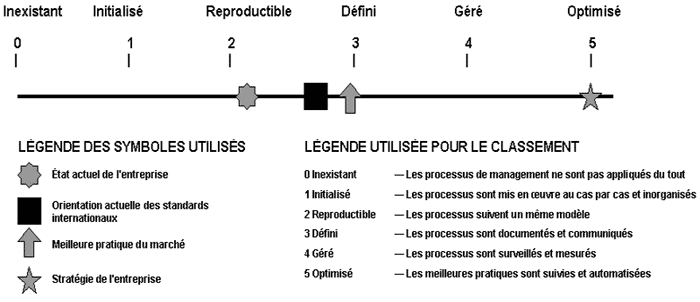 Inexistant Initialisé Reproductible Défini Géré Optimisé
0 1 2 3 4 5
LÉGENDE DES SYMBOLES UTILISÉS
État actuel de l'entreprise
Orientation actuelle des standards
internationaux
Meilleure pratique du marché
Stratégie de l'entreprise
LÉGENDE UTILISÉE POUR LE CLASSEMENT
0 Inexistant — Les processus de management ne sont pas appliqués du tout
1 Initialisé — Les processus sont mis en œuvre au cas par cas et inorganisés
2 Reproductible — Les processus suivent un même modèle
3 Défini — Les processus sont documentés et communiqués
4 Géré — Les processus sont surveillés et mesurés
5 Optimisé — Les meilleures pratiques sont suivies et automatisées